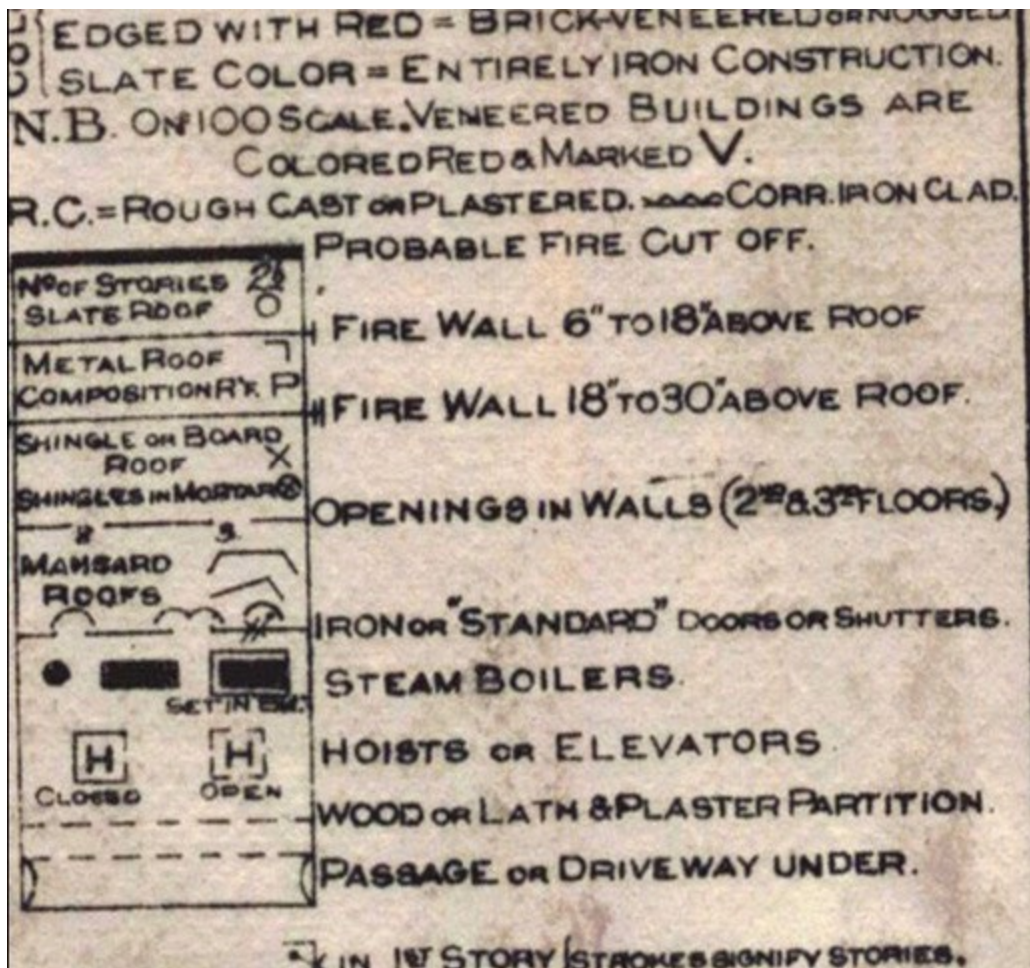 EDGED WITH RED = BRICK-VENEERED OR NOGGED
SLATE COLOR = ENTIRELY IRON CONSTRUCTION.
N.B. ON 100 SCALE. VENEERED BUILDINGS ARE
COLORED RED & MARKED V.
R.C. = ROUGH CAST OR PLASTERED. CORR. IRON CLAD.
PROBABLE FIRE CUT OFF.
Nº OF STORIES 2½
SLATE ROOF O
FIRE WALL 6" TO 18" ABOVE ROOF
METAL ROOF
COMPOSITION R'F. P
FIRE WALL 18" TO 30" ABOVE ROOF.
SHINGLE OR BOARD
ROOF X
SHINGLES IN MORTAR ⊗
OPENINGS IN WALLS (2ND & 3RD FLOORS.)
2. 3.
MANSARD
ROOFS
IRON OR "STANDARD" DOORS OR SHUTTERS.
STEAM BOILERS.
SET IN
H H
HOISTS OR ELEVATORS
CLOSED OPEN
WOOD OR LATH & PLASTER PARTITION.
PASSAGE OR DRIVEWAY UNDER.
IN 1ST STORY STROKES SIGNIFY STORIES.